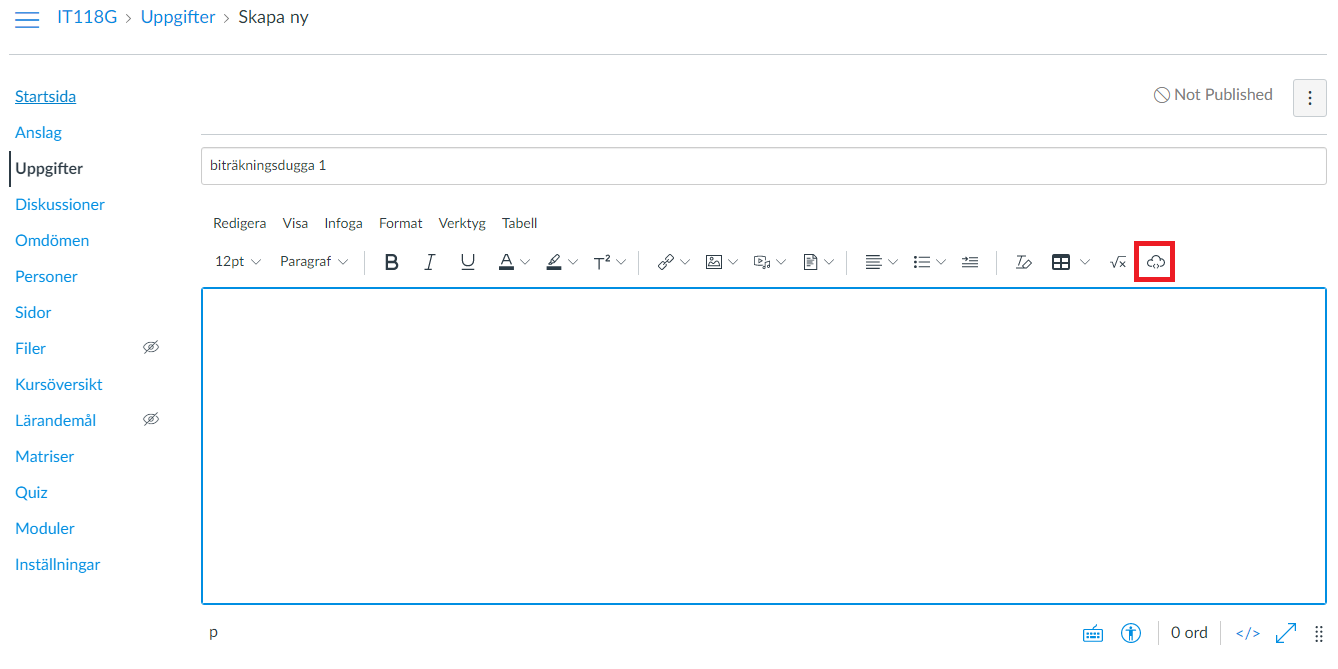 IT118G > Uppgifter > Skapa ny
Startsida
Anslag
Uppgifter
Diskussioner
Omdömen
Personer
Sidor
Filer
Kursöversikt
Lärandemål
Matriser
Quiz
Moduler
Inställningar
Not Published
biträkningsdugga 1
Redigera Visa Infoga Format Verktyg Tabell
12pt Paragraf B I U A T² √x
p 0 ord </>